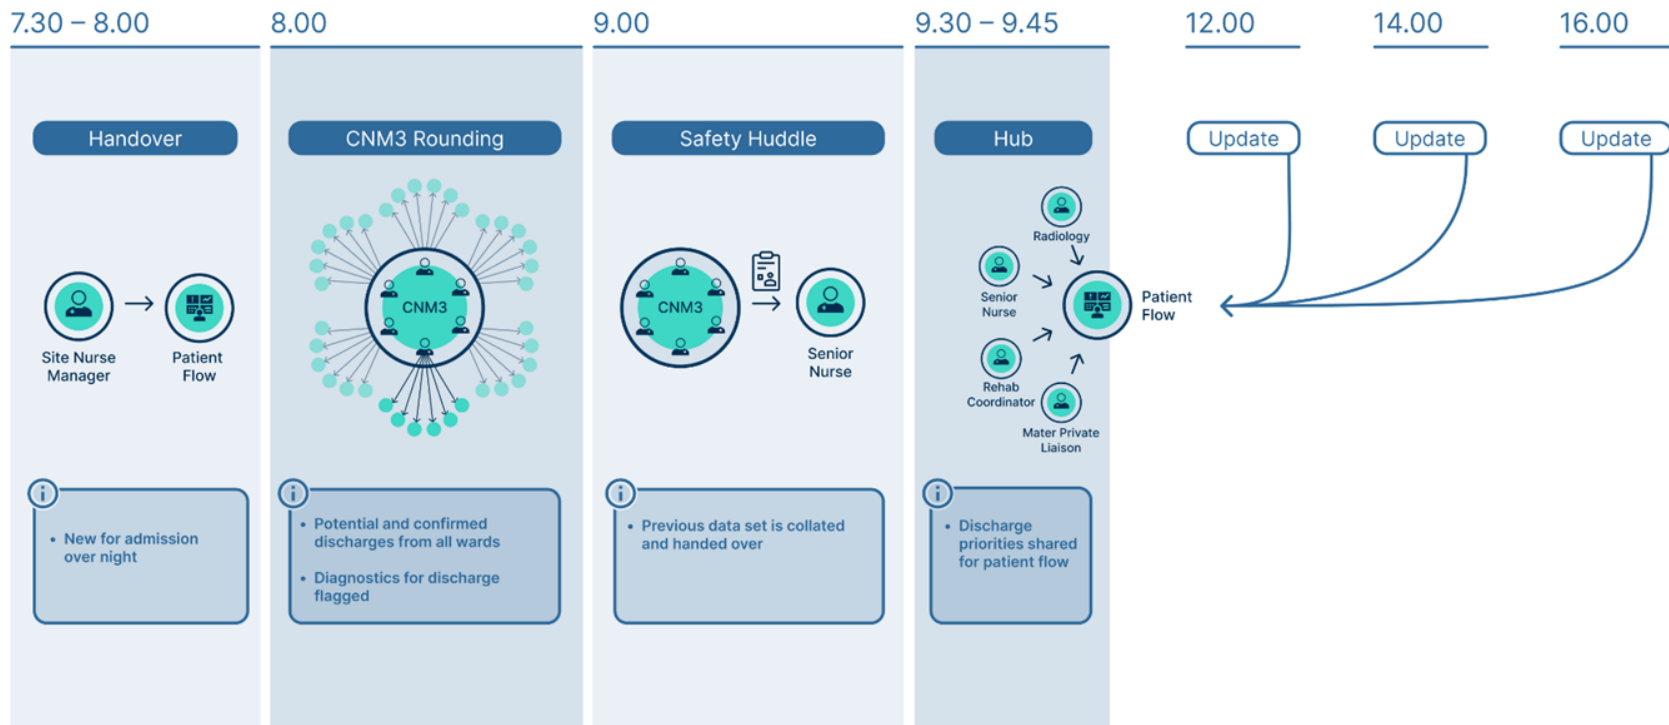 7.30 – 8.00
8.00
9.00
9.30 – 9.45
12.00
14.00
16.00
Handover
CNM3 Rounding
Safety Huddle
Hub
Update
Update
Update
Site Nurse
Manager
Patient
Flow
CNM3
CNM3
Senior
Nurse
Radiology
Senior
Nurse
Rehab
Coordinator
Mater Private
Liaison
Patient
Flow
i
• New for admission
over night
i
• Potential and confirmed
discharges from all wards
• Diagnostics for discharge
flagged
i
• Previous data set is collated
and handed over
i
• Discharge
priorities shared
for patient flow